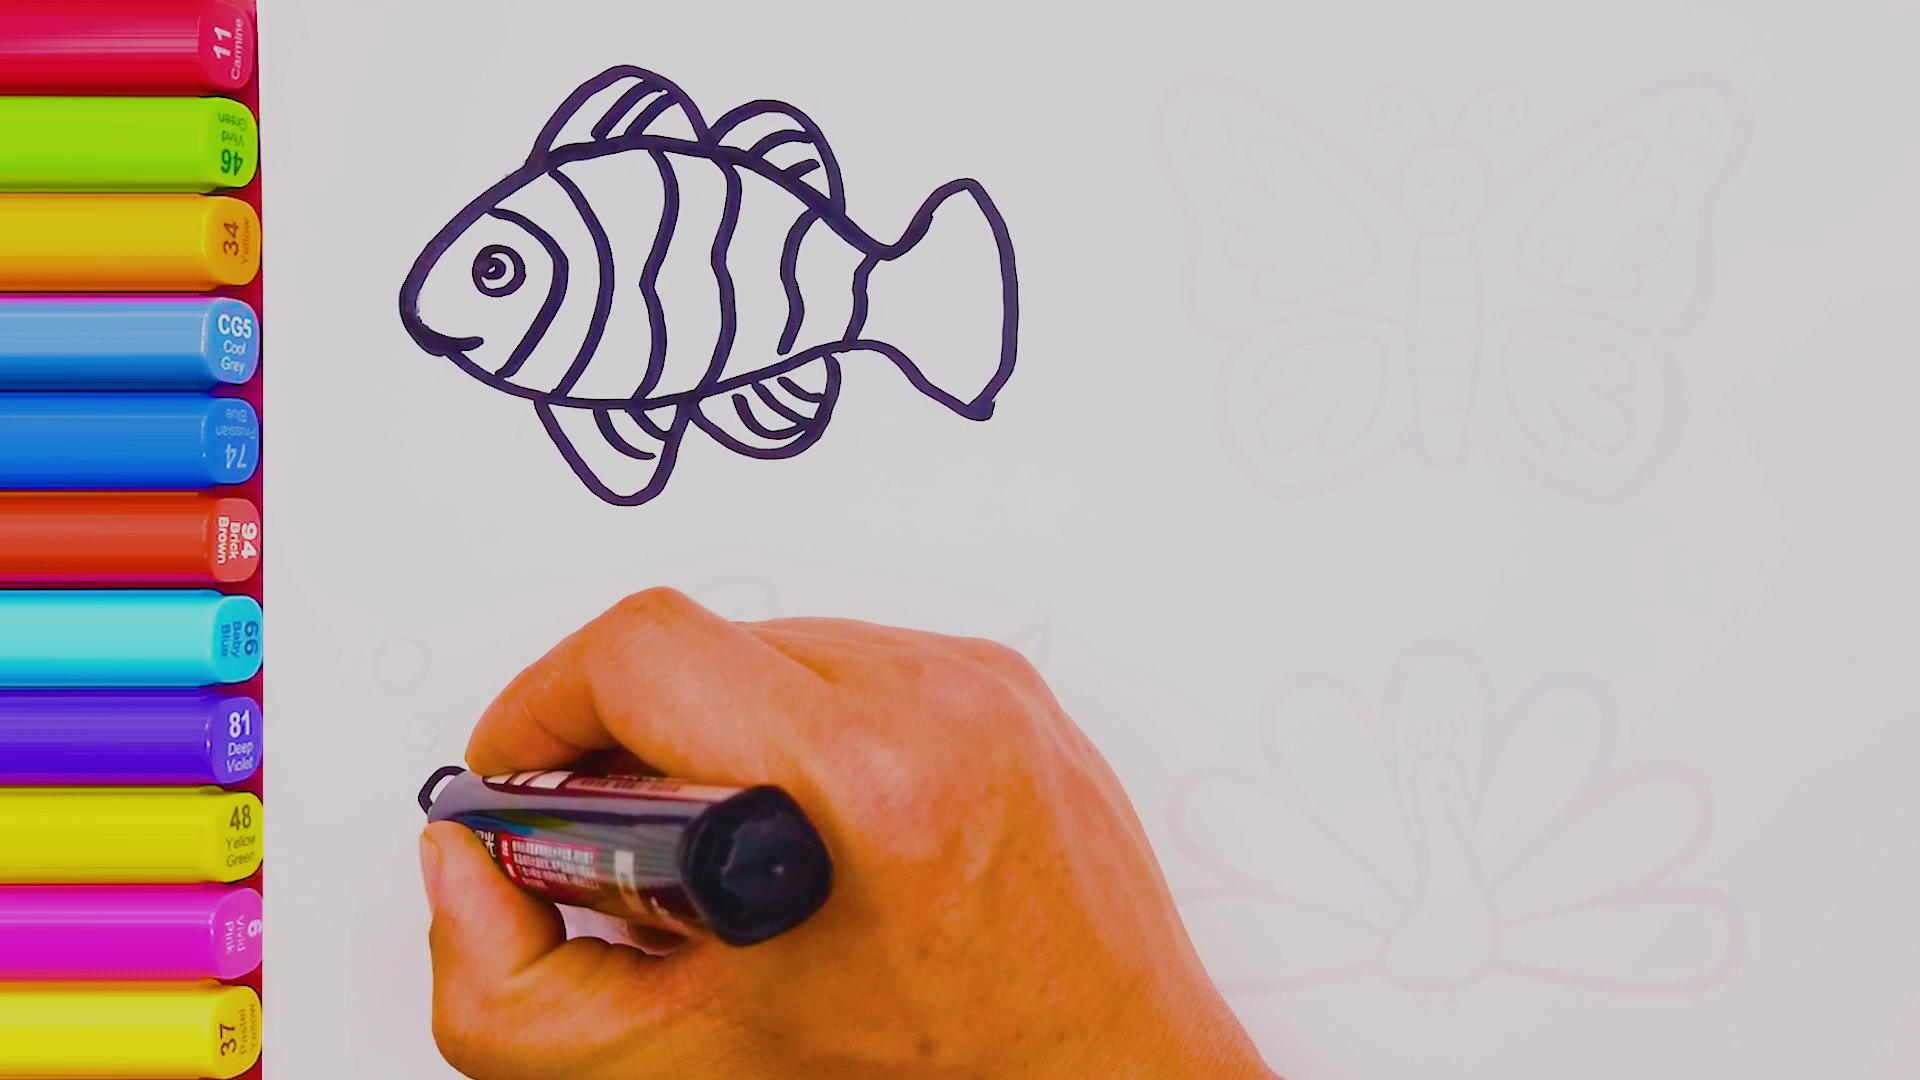 11
Carmine
46
Vivid
Green
34
Yellow
CG5
Cool
Grey
74
Prussian
Blue
94
Brick
Brown
66
Baby
Blue
81
Deep
Violet
48
Yellow
Green
6
Vivid
Pink
37
Pastel
Yellow